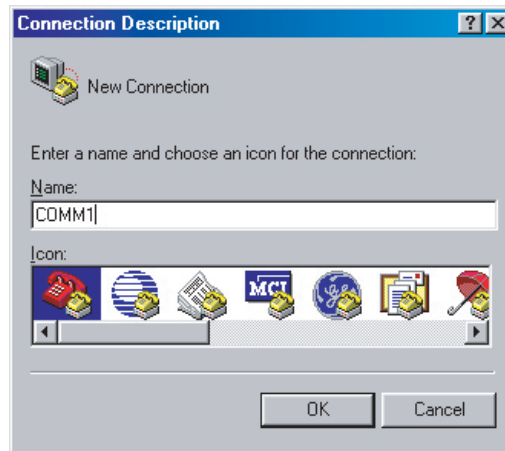 Connection Description
New Connection
Enter a name and choose an icon for the connection:
Name:
COMM1
Icon:
MCI
OK Cancel